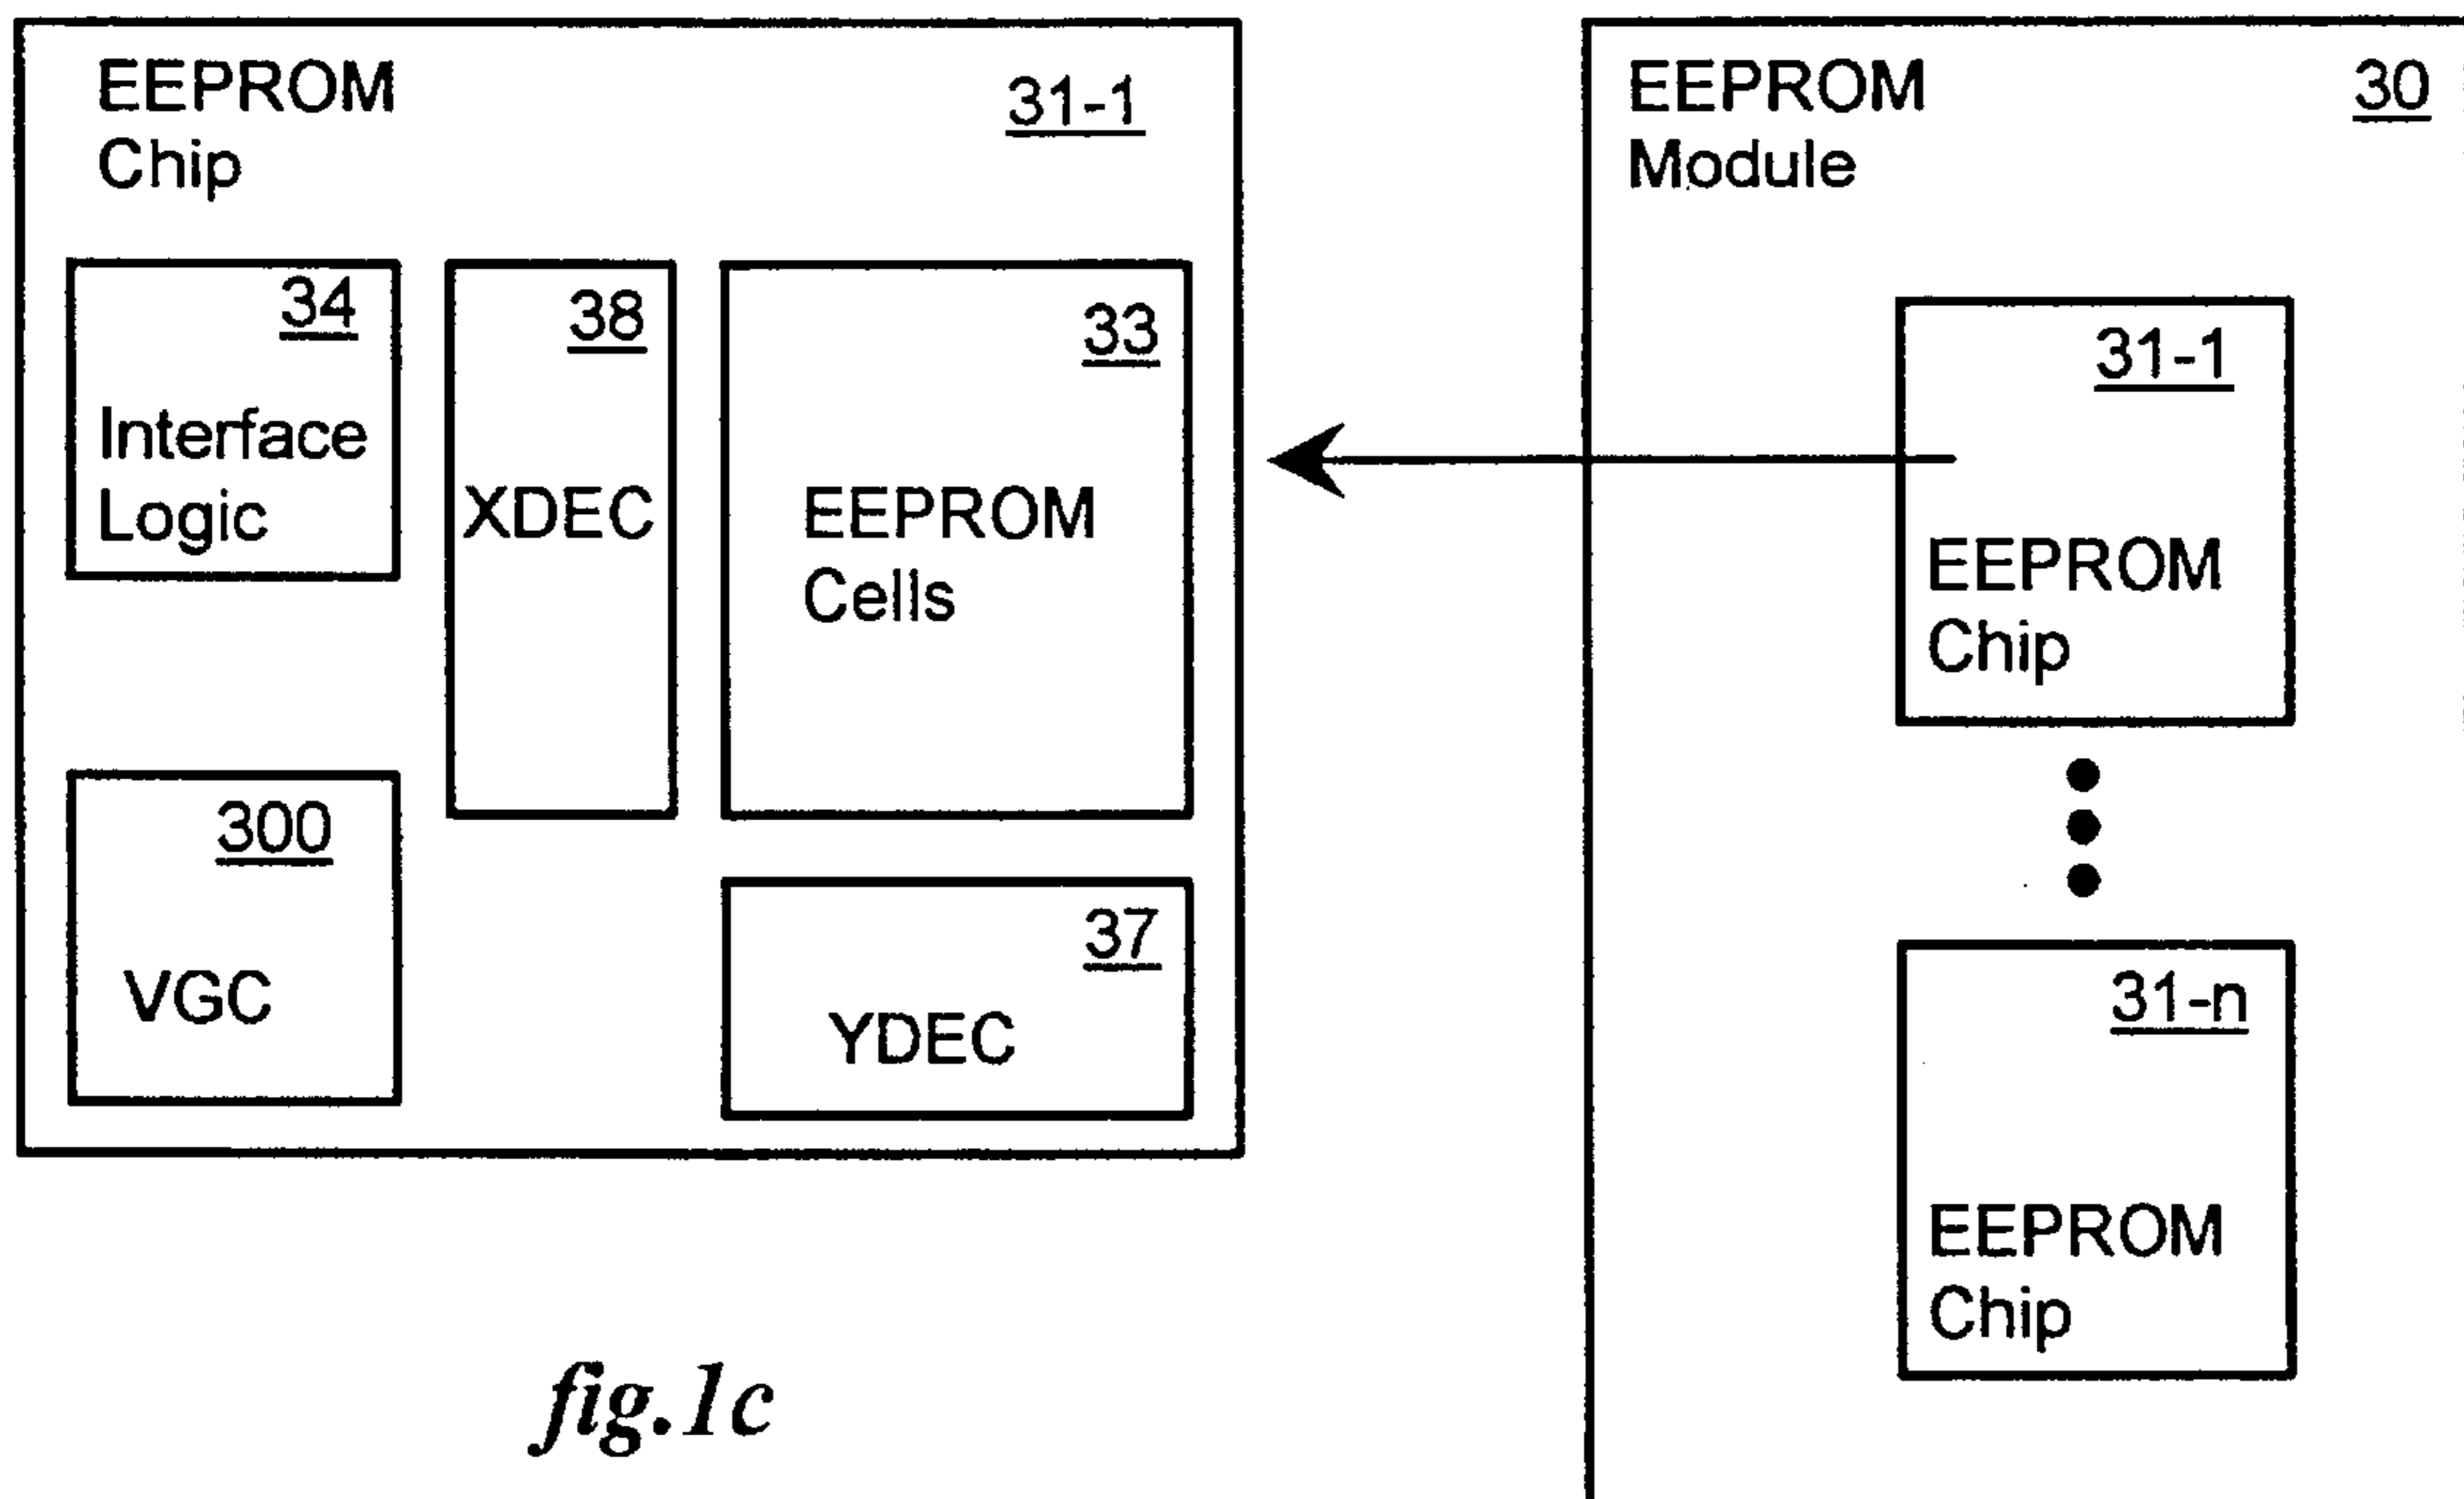 EEPROM
Chip
31-1
34
Interface
Logic
38
XDEC
33
EEPROM
Cells
300
VGC
37
YDEC
fig.1c
EEPROM
Module
30
31-1
EEPROM
Chip
31-n
EEPROM
Chip